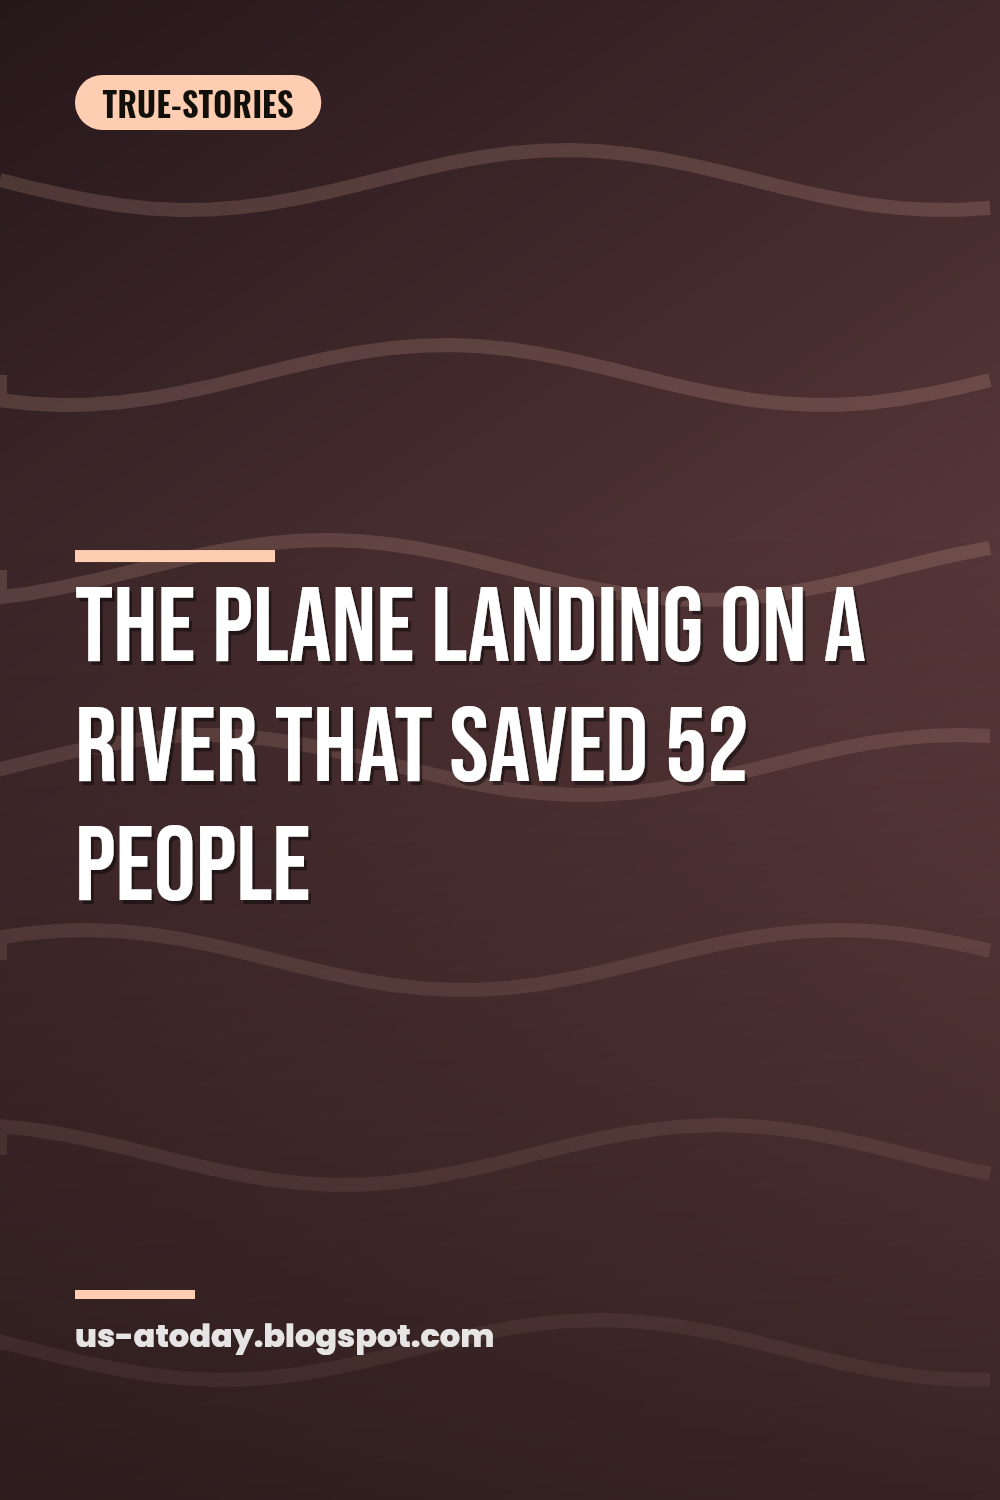 TRUE-STORIES
THE PLANE LANDING ON A
RIVER THAT SAVED 52
PEOPLE
us-atoday.blogspot.com